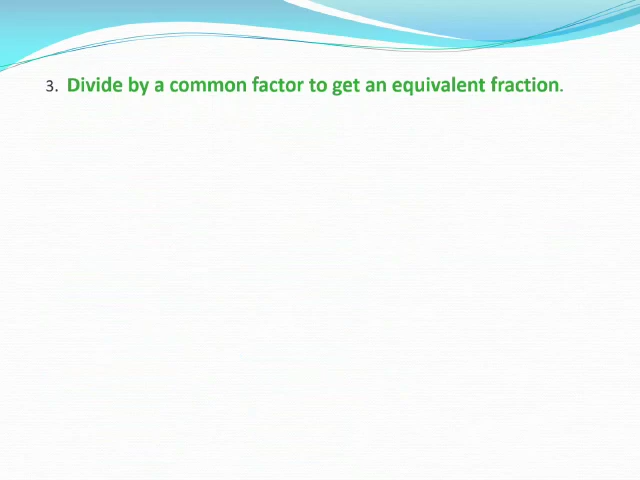 3. Divide by a common factor to get an equivalent fraction.